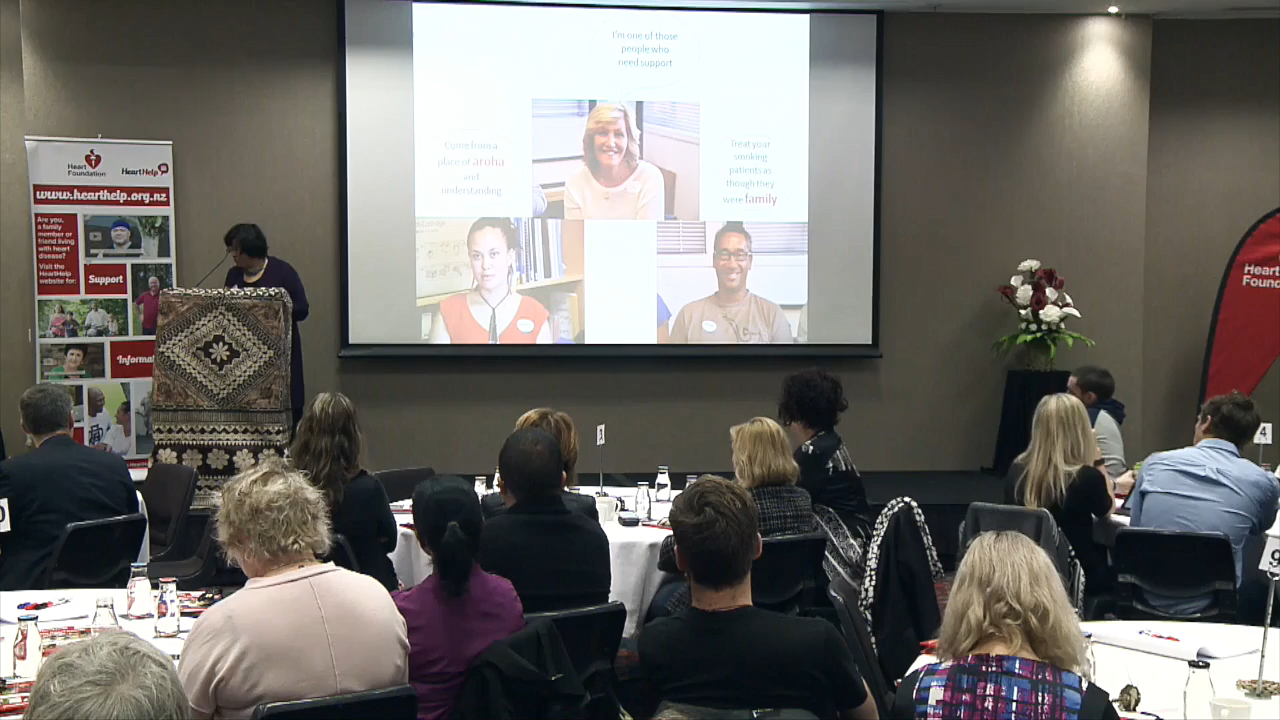 I'm one of those
people who
need support
Come from a
place of aroha
and
understanding
Treat your
smoking
patients as
though they
were family
Heart
Foundation
HeartHelp
www.hearthelp.org.nz
Are you,
a family
member or
friend living
with heart
disease?
Visit the
HeartHelp
website for:
Support
Informat
Heart
Found
4
9